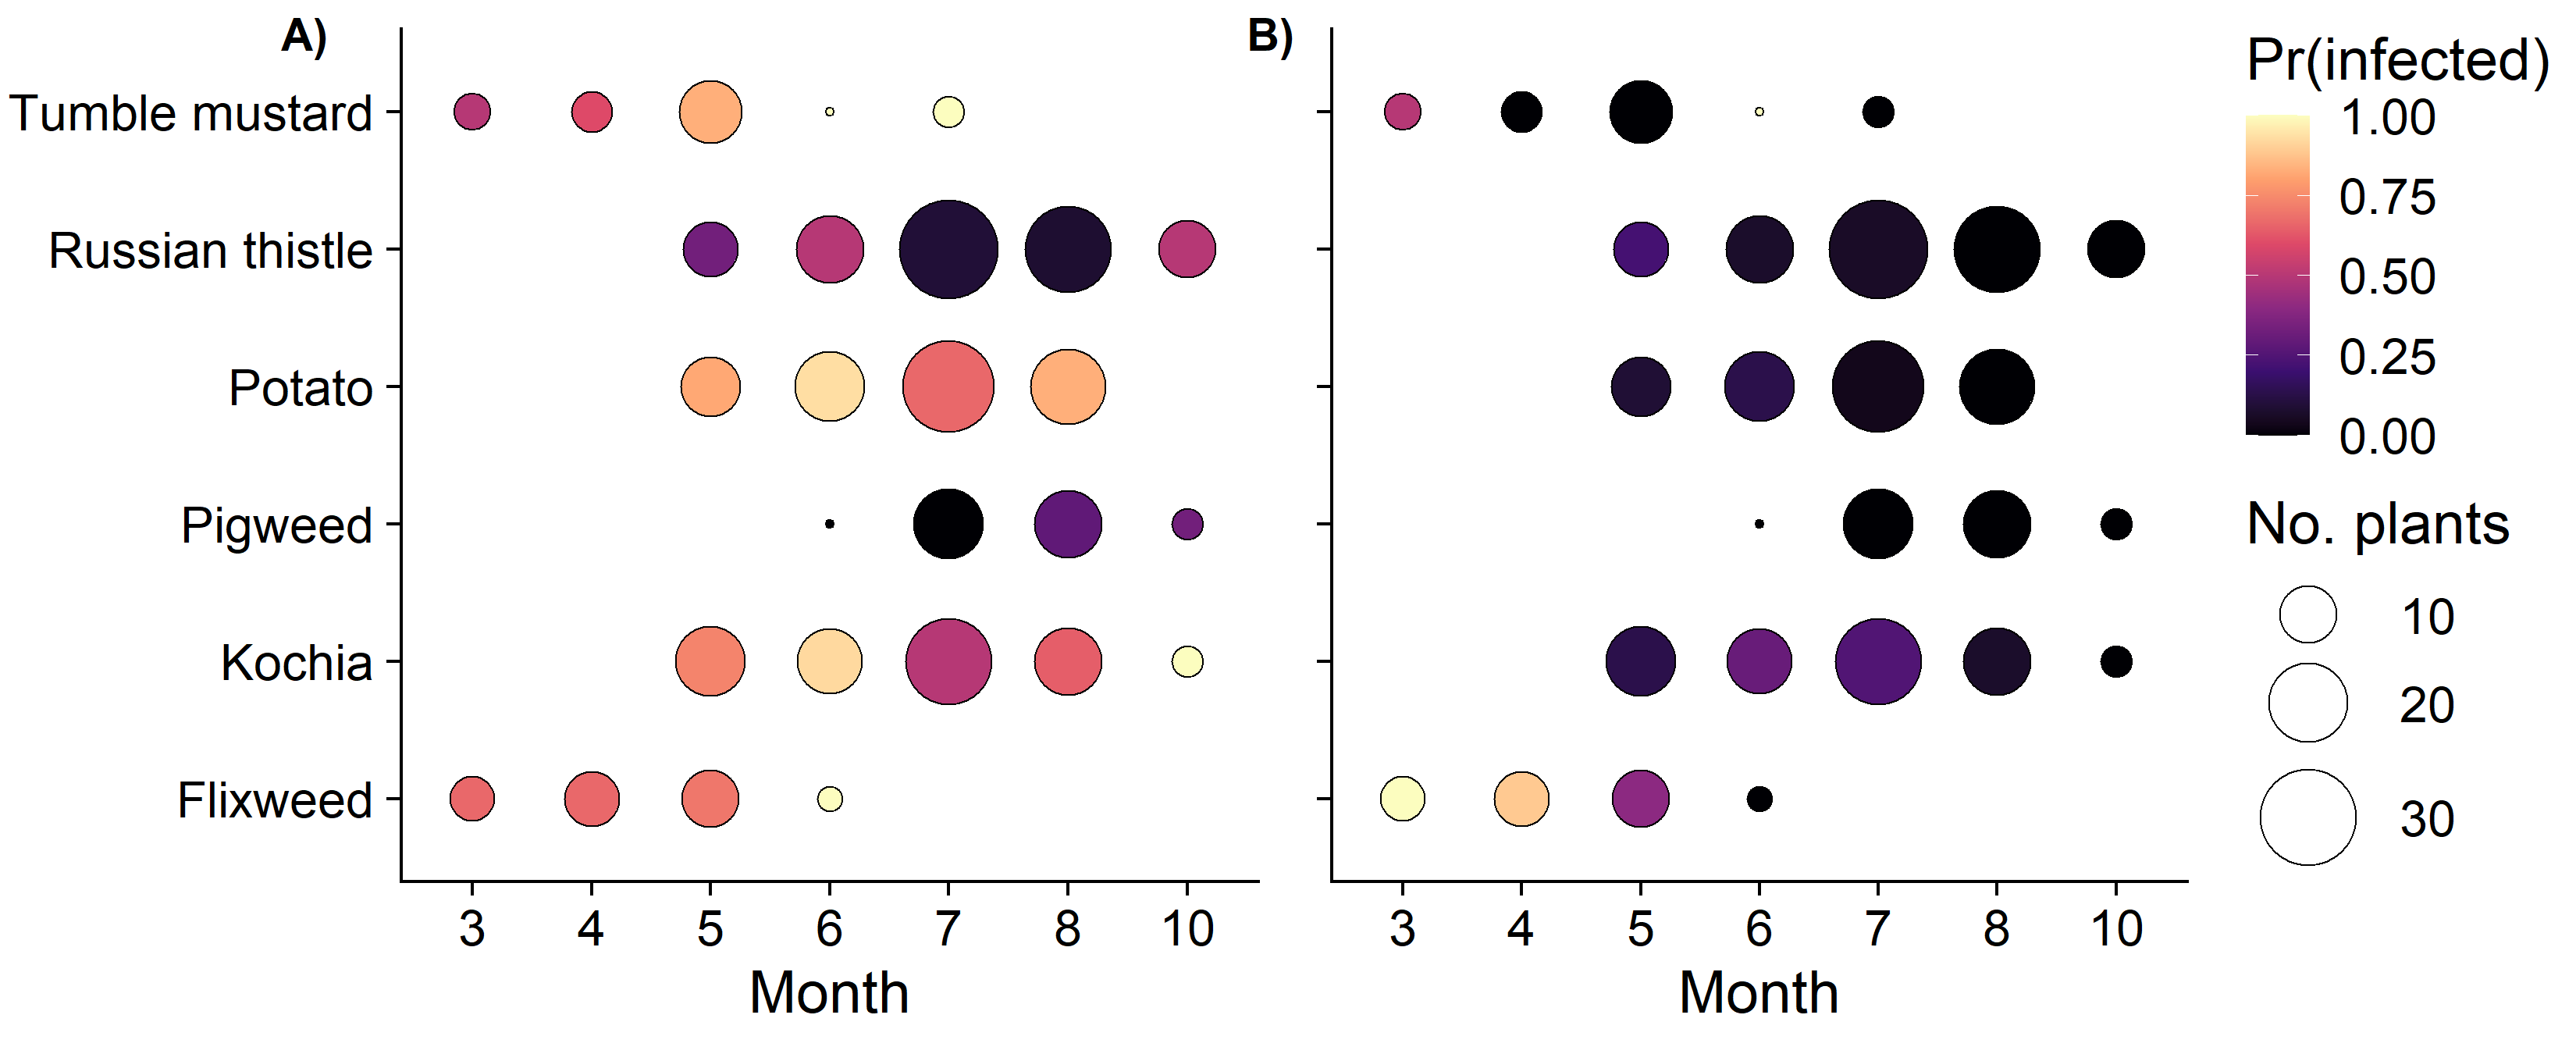 A)
Tumble mustard
Russian thistle
Potato
Pigweed
Kochia
Flixweed
3 4 5 6 7 8 10
Month
B)
3 4 5 6 7 8 10
Month
Pr(infected)
1.00
0.75
0.50
0.25
0.00
No. plants
10
20
30